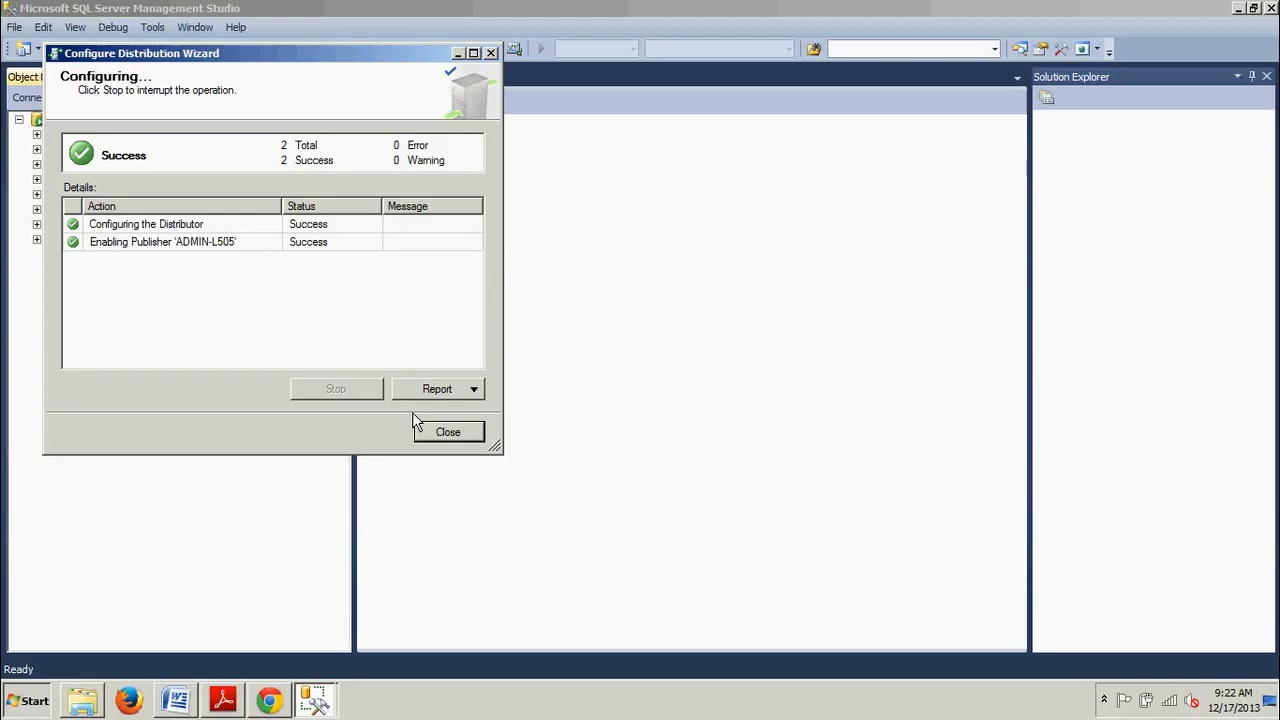 Microsoft SQL Server Management Studio
File Edit View Debug Tools Window Help
Configure Distribution Wizard
Configuring...
Click Stop to interrupt the operation.
Success
2 Total 0 Error
2 Success 0 Warning
Details:
Action Status Message
Configuring the Distributor Success
Enabling Publisher 'ADMIN-L505' Success
Stop Report
Close
Object
Conne
Solution Explorer
Ready
Start
9:22 AM
12/17/2013